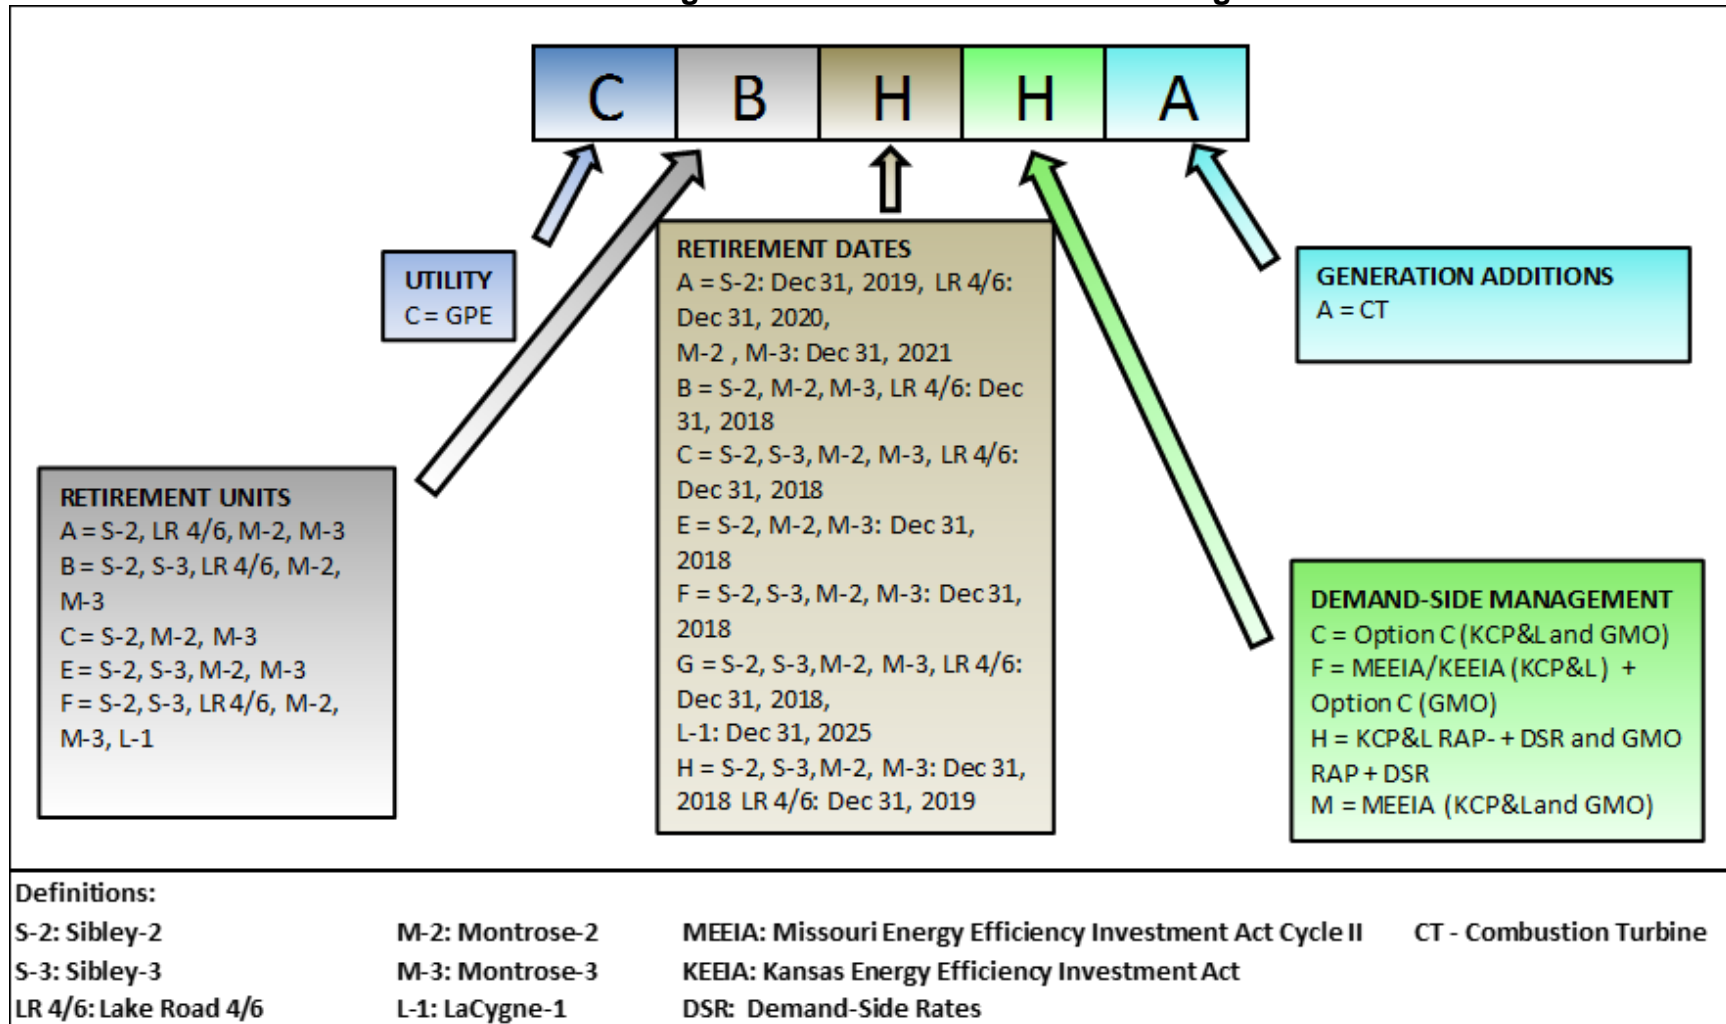 C B H H A
UTILITY
C = GPE
RETIREMENT UNITS
A = S-2, LR 4/6, M-2, M-3
B = S-2, S-3, LR 4/6, M-2,
M-3
C = S-2, M-2, M-3
E = S-2, S-3, M-2, M-3
F = S-2, S-3, LR 4/6, M-2,
M-3, L-1
RETIREMENT DATES
A = S-2: Dec 31, 2019, LR 4/6:
Dec 31, 2020,
M-2 , M-3: Dec 31, 2021
B = S-2, M-2, M-3, LR 4/6: Dec
31, 2018
C = S-2, S-3, M-2, M-3, LR 4/6:
Dec 31, 2018
E = S-2, M-2, M-3: Dec 31,
2018
F = S-2, S-3, M-2, M-3: Dec 31,
2018
G = S-2, S-3, M-2, M-3, LR 4/6:
Dec 31, 2018,
L-1: Dec 31, 2025
H = S-2, S-3, M-2, M-3: Dec 31,
2018 LR 4/6: Dec 31, 2019
GENERATION ADDITIONS
A = CT
DEMAND-SIDE MANAGEMENT
C = Option C (KCP&L and GMO)
F = MEEIA/KEEIA (KCP&L) +
Option C (GMO)
H = KCP&L RAP- + DSR and GMO
RAP + DSR
M = MEEIA (KCP&L and GMO)
Definitions:
S-2: Sibley-2 M-2: Montrose-2 MEEIA: Missouri Energy Efficiency Investment Act Cycle II CT - Combustion Turbine
S-3: Sibley-3 M-3: Montrose-3 KEEIA: Kansas Energy Efficiency Investment Act
LR 4/6: Lake Road 4/6 L-1: LaCygne-1 DSR: Demand-Side Rates